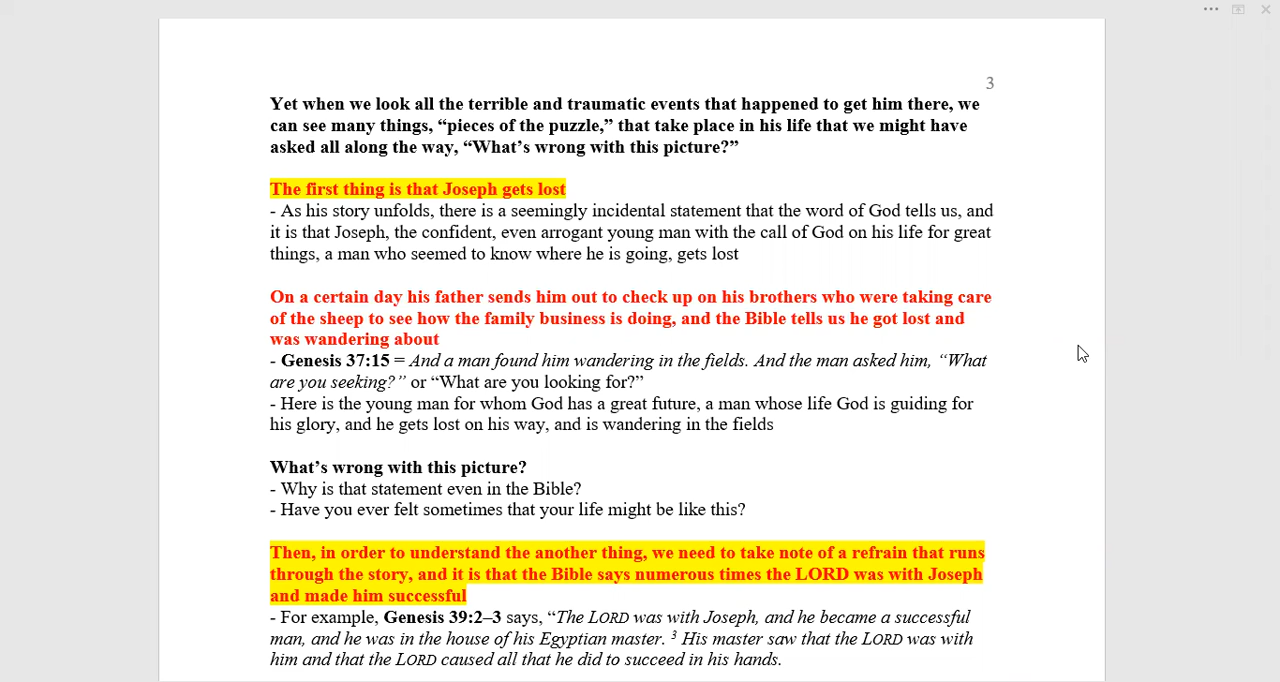 3
Yet when we look all the terrible and traumatic events that happened to get him there, we
can see many things, “pieces of the puzzle,” that take place in his life that we might have
asked all along the way, “What’s wrong with this picture?”
The first thing is that Joseph gets lost
- As his story unfolds, there is a seemingly incidental statement that the word of God tells us, and
it is that Joseph, the confident, even arrogant young man with the call of God on his life for great
things, a man who seemed to know where he is going, gets lost
On a certain day his father sends him out to check up on his brothers who were taking care
of the sheep to see how the family business is doing, and the Bible tells us he got lost and
was wandering about
- Genesis 37:15 = And a man found him wandering in the fields. And the man asked him, “What
are you seeking?” or “What are you looking for?”
- Here is the young man for whom God has a great future, a man whose life God is guiding for
his glory, and he gets lost on his way, and is wandering in the fields
What’s wrong with this picture?
- Why is that statement even in the Bible?
- Have you ever felt sometimes that your life might be like this?
Then, in order to understand the another thing, we need to take note of a refrain that runs
through the story, and it is that the Bible says numerous times the LORD was with Joseph
and made him successful
- For example, Genesis 39:2–3 says, “The LORD was with Joseph, and he became a successful
man, and he was in the house of his Egyptian master. ³ His master saw that the LORD was with
him and that the LORD caused all that he did to succeed in his hands.